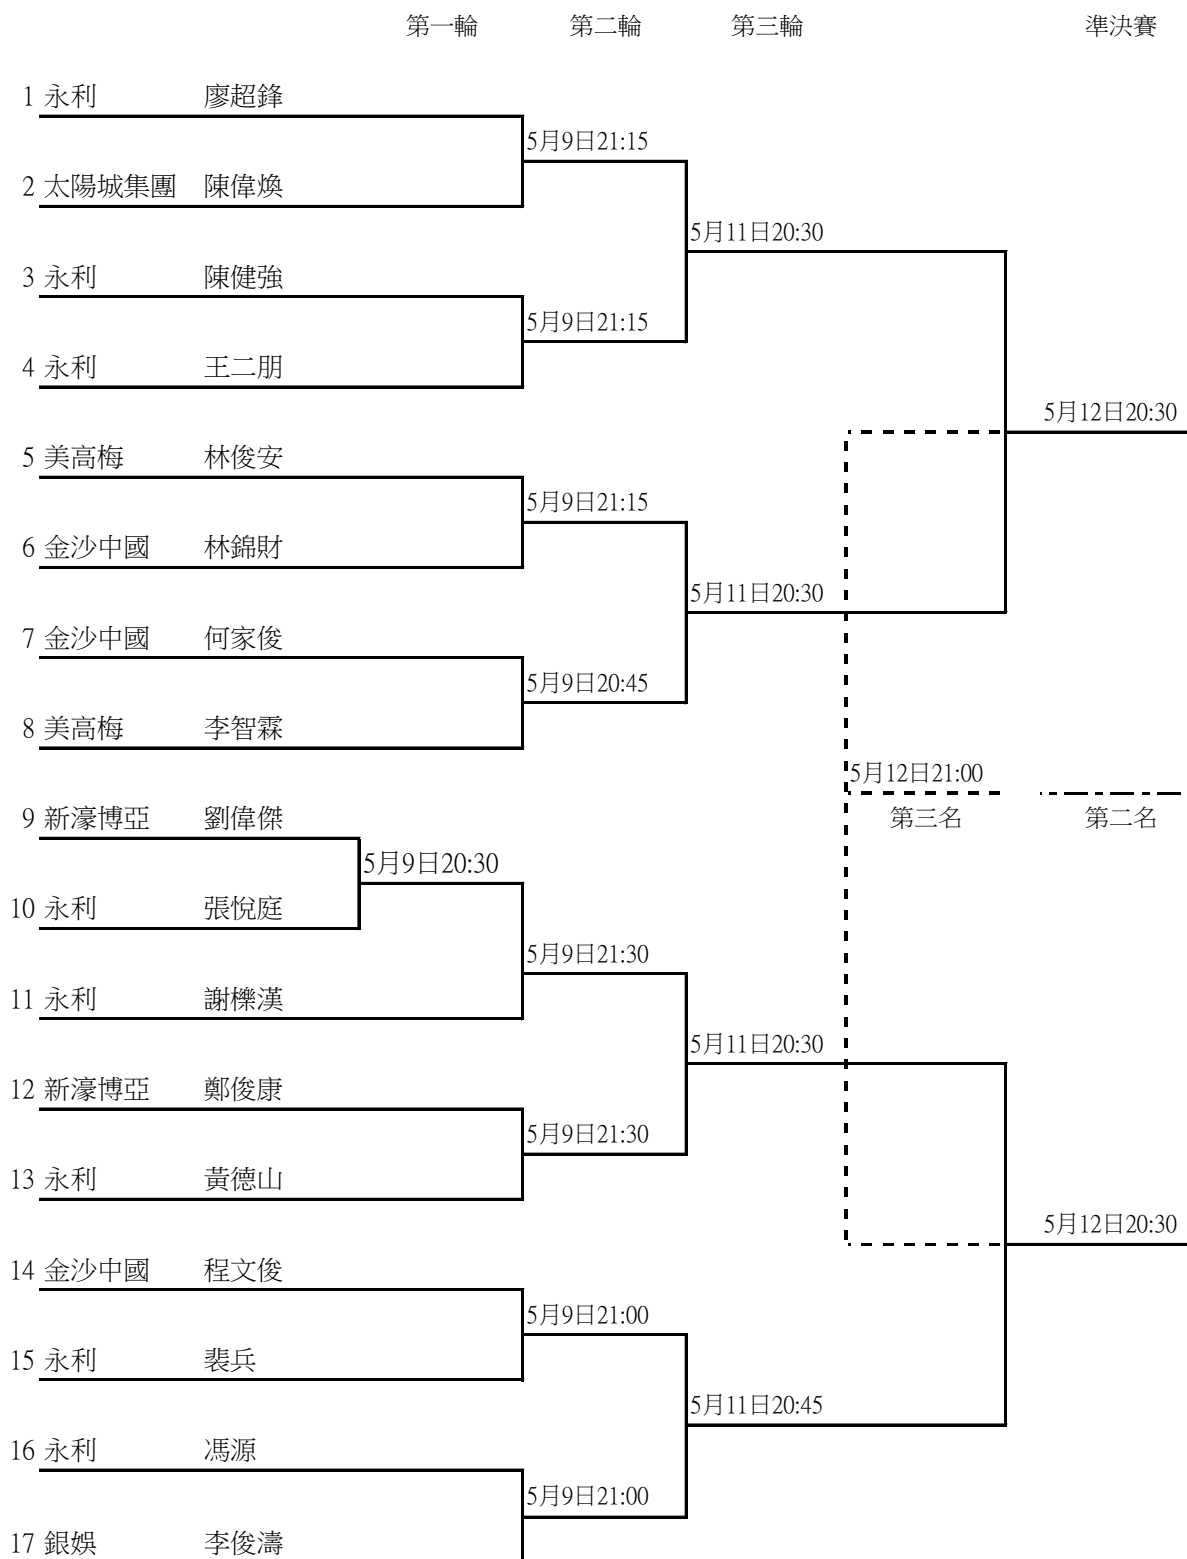 第一輪 第二輪 第三輪 準決賽
1 永利 廖超鋒
5月9日21:15
2 太陽城集團 陳偉煥
5月11日20:30
3 永利 陳健強
5月9日21:15
4 永利 王二朋
5月12日20:30
5 美高梅 林俊安
5月9日21:15
6 金沙中國 林錦財
5月11日20:30
7 金沙中國 何家俊
5月9日20:45
8 美高梅 李智霖
5月12日21:00
9 新濠博亞 劉偉傑 第三名 第二名
5月9日20:30
10 永利 張悅庭
5月9日21:30
11 永利 謝櫟漢
5月11日20:30
12 新濠博亞 鄭俊康
5月9日21:30
13 永利 黃德山
5月12日20:30
14 金沙中國 程文俊
5月9日21:00
15 永利 裴兵
5月11日20:45
16 永利 馮源
5月9日21:00
17 銀娛 李俊濤